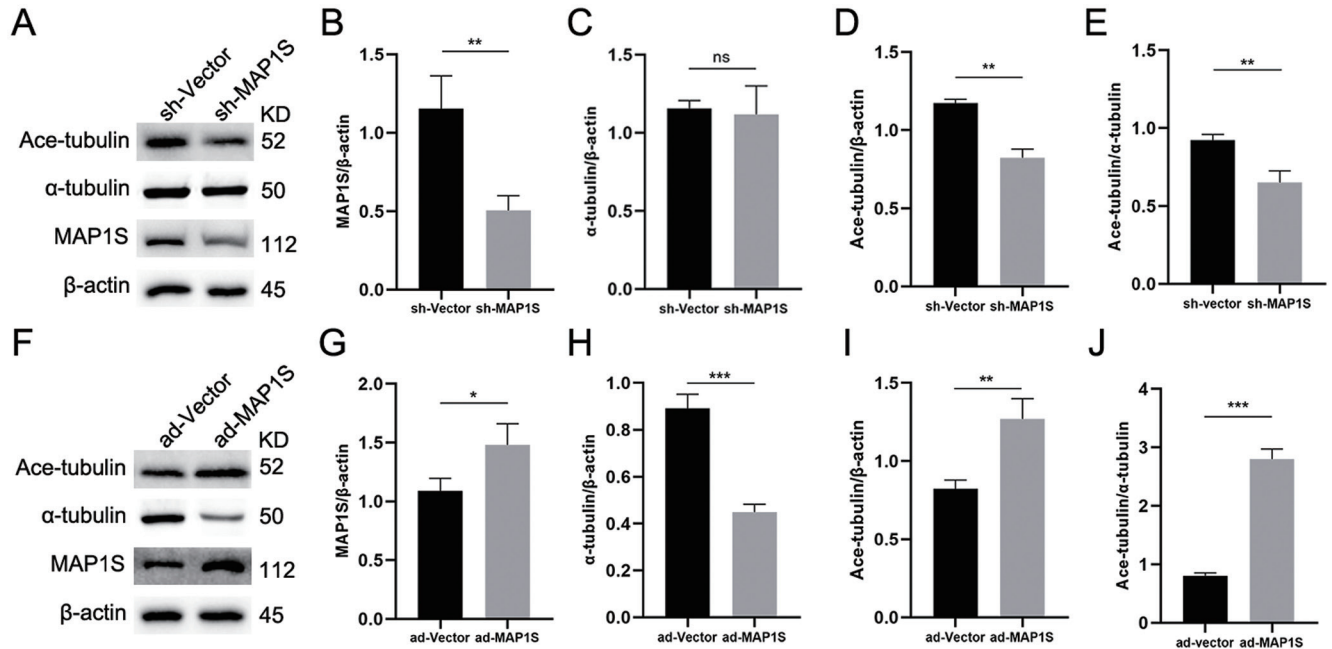 A
sh-Vector
sh-MAP1S
KD
Ace-tubulin
52
α-tubulin
50
MAP1S
112
β-actin
45
B
MAP1S/β-actin
1.5
1.0
0.5
0.0
**
sh-Vector sh-MAP1S
C
α-tubulin/β-actin
1.5
1.0
0.5
0.0
ns
sh-Vector sh-MAP1S
D
Ace-tubulin/β-actin
1.5
1.0
0.5
0.0
**
sh-Vector sh-MAP1S
E
Ace-tubulin/α-tubulin
1.5
1.0
0.5
0.0
**
sh-Vector sh-MAP1S
F
ad-Vector
ad-MAP1S
KD
Ace-tubulin
52
α-tubulin
50
MAP1S
112
β-actin
45
G
MAP1S/β-actin
2.0
1.5
1.0
0.5
0.0
*
ad-Vector ad-MAP1S
H
α-tubulin/β-actin
1.0
0.8
0.6
0.4
0.2
0.0
***
ad-Vector ad-MAP1S
I
Ace-tubulin/β-actin
1.5
1.0
0.5
0.0
**
ad-Vector ad-MAP1S
J
Ace-tubulin/α-tubulin
4
3
2
1
0
***
ad-vector ad-MAP1S